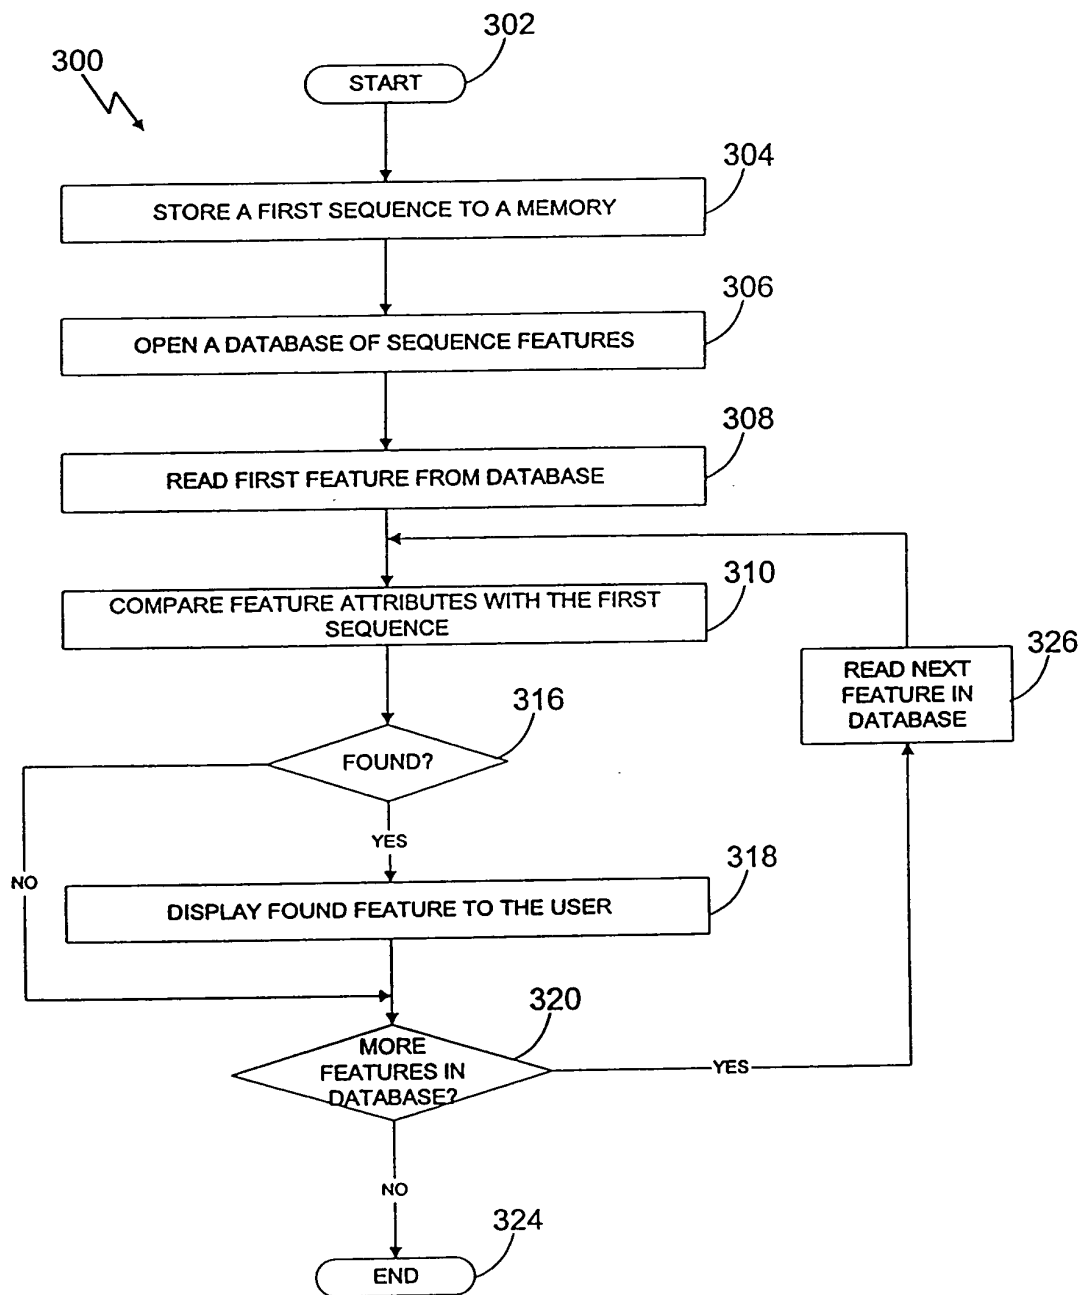 302
300
START
304
STORE A FIRST SEQUENCE TO A MEMORY
306
OPEN A DATABASE OF SEQUENCE FEATURES
308
READ FIRST FEATURE FROM DATABASE
310
COMPARE FEATURE ATTRIBUTES WITH THE FIRST
SEQUENCE
326
READ NEXT
FEATURE IN
DATABASE
316
FOUND?
YES
NO
318
DISPLAY FOUND FEATURE TO THE USER
320
MORE
FEATURES IN
DATABASE?
YES
NO
324
END